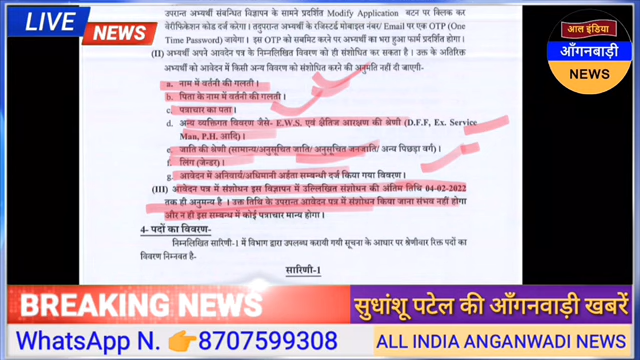 LIVE NEWS
आल इंडिया
आँगनबाड़ी
NEWS
उपरान्त अभ्यर्थी संबन्धित विज्ञापन के सामने प्रदर्शित Modify Application बटन पर क्लिक कर
वेरीफिकेशन कोड दर्ज करेगा। तदुपरान्त अभ्यर्थी के रजिस्टर्ड मोबाइल नम्बर/ Email पर एक OTP (One
Time Password) जायेगा। इस OTP को सबमिट करने पर अभ्यर्थी का भरा हुआ फार्म प्रदर्शित होगा।
(II) अभ्यर्थी अपने आवदेन पत्र के निम्नलिखित विवरण को ही संशोधित कर सकता है। उक्त के अतिरिक्त
अभ्यर्थी को आवेदन में किसी अन्य विवरण को संशोधित करने की अनुमति नहीं दी जाएगी-
a. नाम में वर्तनी की गलती।
b. पिता के नाम में वर्तनी की गलती।
c. पत्राचार का पता।
d. अन्य व्यक्तिगत विवरण जैसे- E.W.S. एवं क्षैतिज आरक्षण की श्रेणी (D.F.F, Ex. Service
Man, P.H. आदि)।
e. जाति की श्रेणी (सामान्य/अनुसूचित जाति/ अनुसूचित जनजाति/ अन्य पिछड़ा वर्ग)।
f. लिंग (जेन्डर)।
g. आवेदन में अनिवार्य/अधिमानी अर्हता सम्बन्धी दर्ज किया गया विवरण।
(III) आवेदन पत्र में संशोधन इस विज्ञापन में उल्लिखित संशोधन की अंतिम तिथि 04-02-2022
तक ही अनुमन्य है। उक्त तिथि के उपरान्त आवेदन पत्र में संशोधन किया जाना संभव नहीं होगा
और न ही इस सम्बन्ध में कोई पत्राचार मान्य होगा।
4- पदों का विवरण-
निम्नलिखित सारिणी-1 में विभाग द्वारा उपलब्ध करायी गयी सूचना के आधार पर श्रेणीवार रिक्त पदों का
विवरण निम्नवत है-
सारिणी-1
BREAKING NEWS
सुधांशू पटेल की आँगनवाड़ी खबरें
WhatsApp N. 👉8707599308
ALL INDIA ANGANWADI NEWS